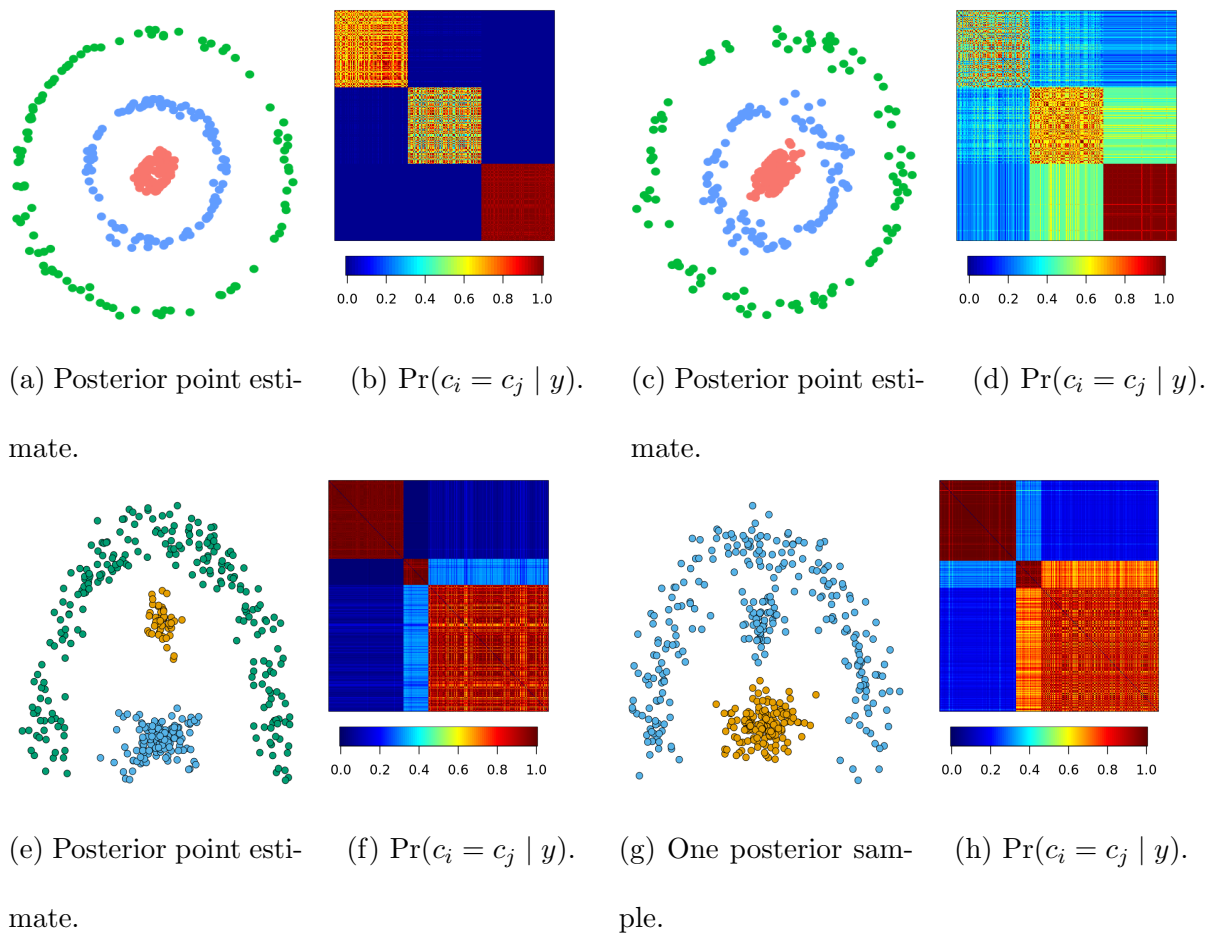 0.0 0.2 0.4 0.6 0.8 1.0
0.0 0.2 0.4 0.6 0.8 1.0
(a) Posterior point esti-
mate.
(b) Pr(c_i = c_j | y).
(c) Posterior point esti-
mate.
(d) Pr(c_i = c_j | y).
0.0 0.2 0.4 0.6 0.8 1.0
0.0 0.2 0.4 0.6 0.8 1.0
(e) Posterior point esti-
mate.
(f) Pr(c_i = c_j | y).
(g) One posterior sam-
ple.
(h) Pr(c_i = c_j | y).